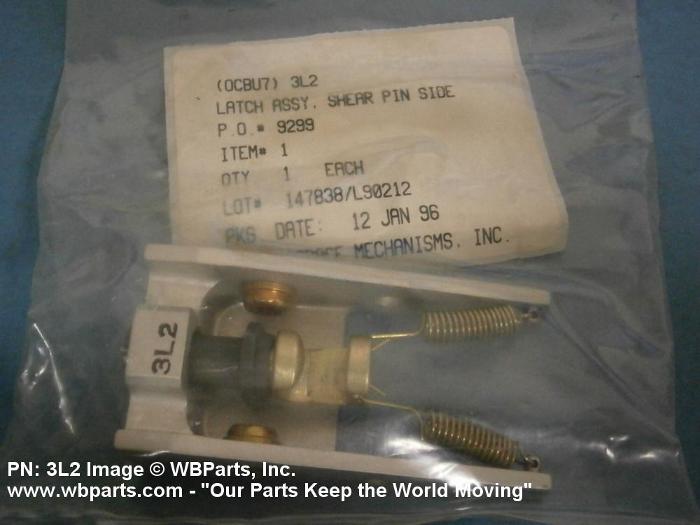 (OCBU7) 3L2
LATCH ASSY, SHEAR PIN SIDE
P.O.# 9299
ITEM# 1
QTY 1 EACH
LOT# 147838/L90212
PKG DATE: 12 JAN 96
MECHANISMS, INC.
3L2
PN: 3L2 Image © WBParts, Inc.
www.wbparts.com - "Our Parts Keep the World Moving"